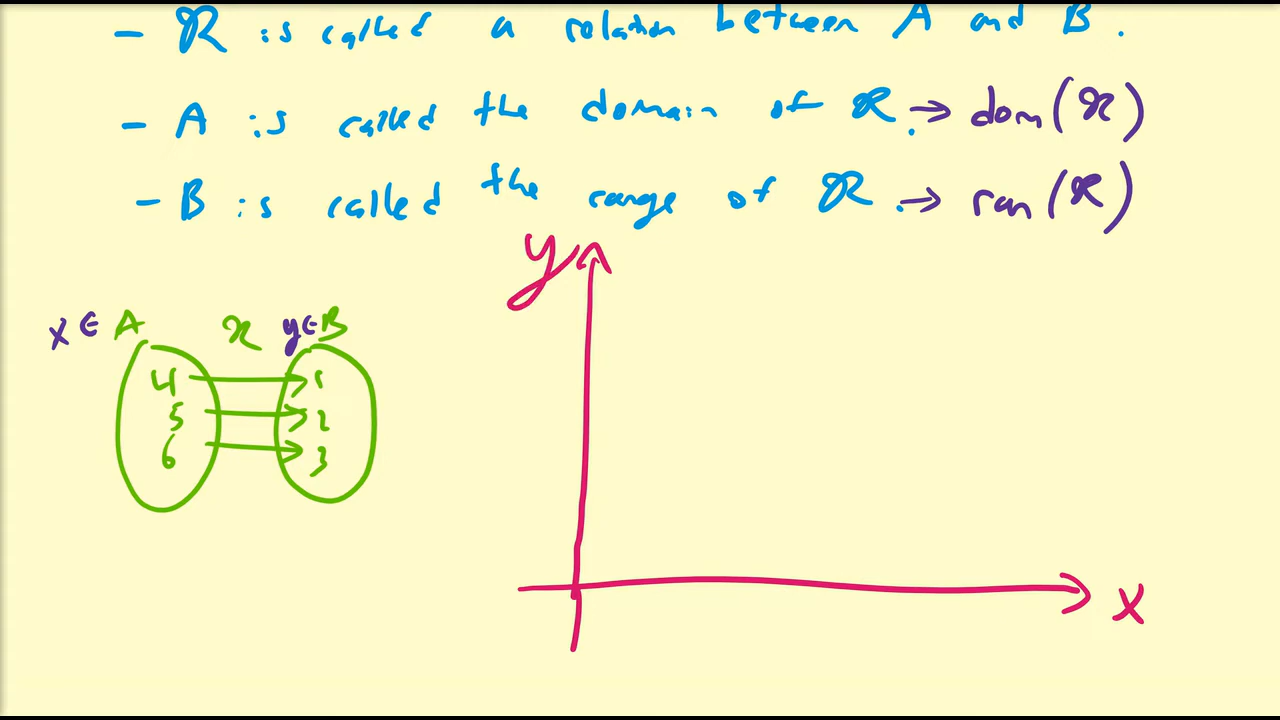 - R is called a relation between A and B.
- A is called the domain of R. → dom(R)
- B is called the range of R. → ran(R)
y
x ∈ A R y ∈ B
4 → 1
5 → 2
6 → 3
x